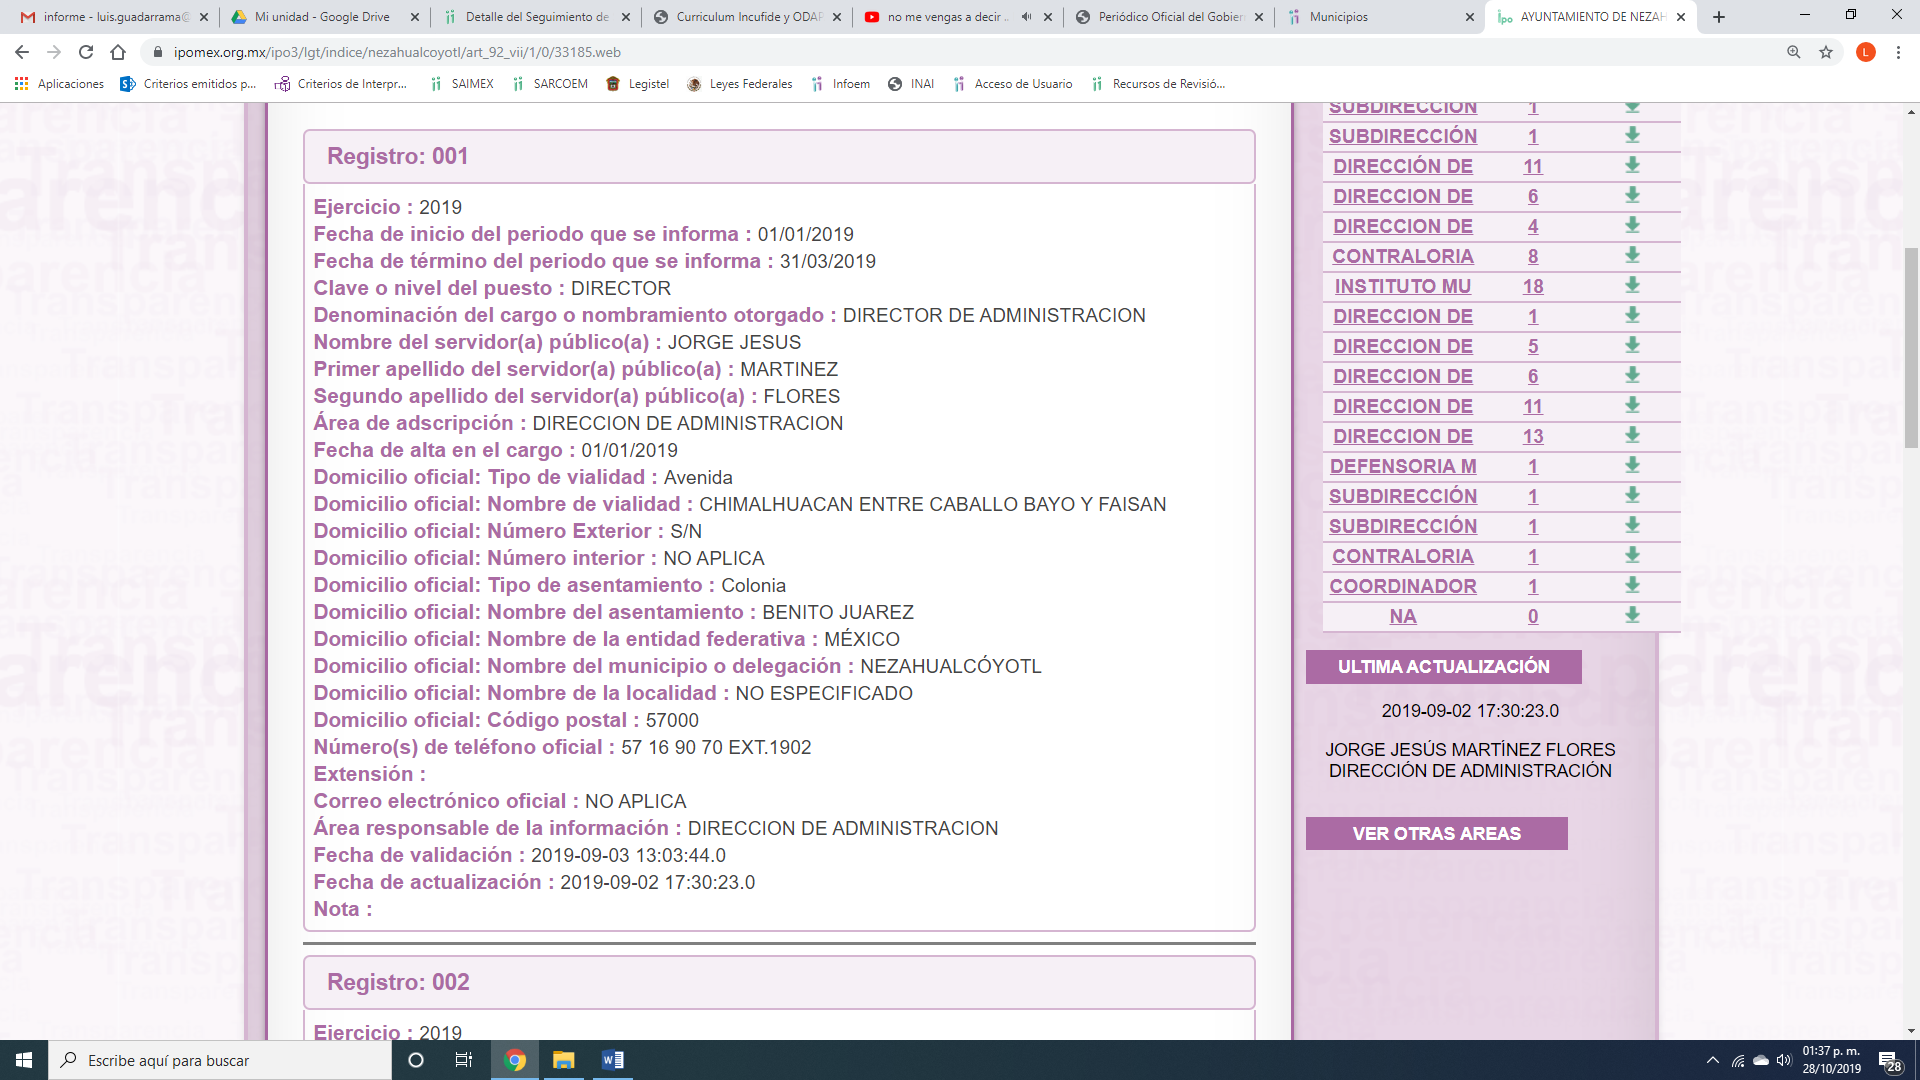 informe - luis.guadarrama@
Mi unidad - Google Drive
Detalle del Seguimiento de
Curriculum Incufide y ODAP
no me vengas a decir ..
Periódico Oficial del Gobier
Municipios
AYUNTAMIENTO DE NEZAH
ipomex.org.mx/ipo3/lgt/indice/nezahualcoyotl/art_92_vii/1/0/33185.web
L
Aplicaciones
Criterios emitidos p...
Criterios de Interpr...
SAIMEX
SARCOEM
Legistel
Leyes Federales
Infoem
INAI
Acceso de Usuario
Recursos de Revisió...
Registro: 001
Ejercicio : 2019
Fecha de inicio del periodo que se informa : 01/01/2019
Fecha de término del periodo que se informa : 31/03/2019
Clave o nivel del puesto : DIRECTOR
Denominación del cargo o nombramiento otorgado : DIRECTOR DE ADMINISTRACION
Nombre del servidor(a) público(a) : JORGE JESUS
Primer apellido del servidor(a) público(a) : MARTINEZ
Segundo apellido del servidor(a) público(a) : FLORES
Área de adscripción : DIRECCION DE ADMINISTRACION
Fecha de alta en el cargo : 01/01/2019
Domicilio oficial: Tipo de vialidad : Avenida
Domicilio oficial: Nombre de vialidad : CHIMALHUACAN ENTRE CABALLO BAYO Y FAISAN
Domicilio oficial: Número Exterior : S/N
Domicilio oficial: Número interior : NO APLICA
Domicilio oficial: Tipo de asentamiento : Colonia
Domicilio oficial: Nombre del asentamiento : BENITO JUAREZ
Domicilio oficial: Nombre de la entidad federativa : MÉXICO
Domicilio oficial: Nombre del municipio o delegación : NEZAHUALCÓYOTL
Domicilio oficial: Nombre de la localidad : NO ESPECIFICADO
Domicilio oficial: Código postal : 57000
Número(s) de teléfono oficial : 57 16 90 70 EXT.1902
Extensión :
Correo electrónico oficial : NO APLICA
Área responsable de la información : DIRECCION DE ADMINISTRACION
Fecha de validación : 2019-09-03 13:03:44.0
Fecha de actualización : 2019-09-02 17:30:23.0
Nota :
Registro: 002
Ejercicio : 2019
SUBDIRECCIÓN 1
SUBDIRECCIÓN 1
DIRECCIÓN DE 11
DIRECCION DE 6
DIRECCION DE 4
CONTRALORIA 8
INSTITUTO MU 18
DIRECCION DE 1
DIRECCION DE 5
DIRECCION DE 6
DIRECCION DE 11
DIRECCION DE 13
DEFENSORIA M 1
SUBDIRECCIÓN 1
SUBDIRECCIÓN 1
CONTRALORIA 1
COORDINADOR 1
NA 0
ULTIMA ACTUALIZACIÓN
2019-09-02 17:30:23.0
JORGE JESÚS MARTÍNEZ FLORES
DIRECCIÓN DE ADMINISTRACIÓN
VER OTRAS AREAS
Escribe aquí para buscar
01:37 p. m.
28/10/2019
28